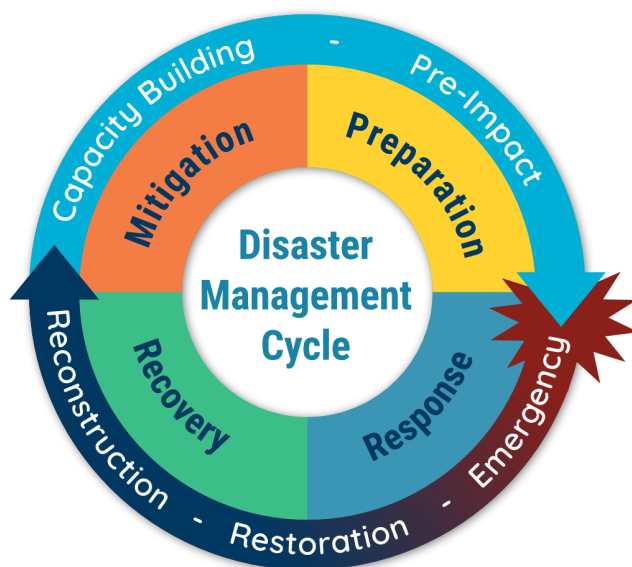 Capacity Building - Pre-Impact
Mitigation
Preparation
Disaster
Management
Cycle
Recovery
Response
Reconstruction - Restoration - Emergency